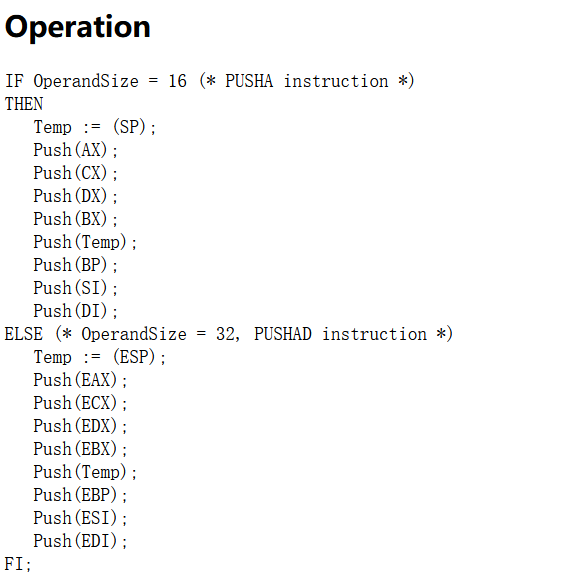 Operation
IF OperandSize = 16 (* PUSHA instruction *)
THEN
Temp := (SP);
Push(AX);
Push(CX);
Push(DX);
Push(BX);
Push(Temp);
Push(BP);
Push(SI);
Push(DI);
ELSE (* OperandSize = 32, PUSHAD instruction *)
Temp := (ESP);
Push(EAX);
Push(ECX);
Push(EDX);
Push(EBX);
Push(Temp);
Push(EBP);
Push(ESI);
Push(EDI);
FI;